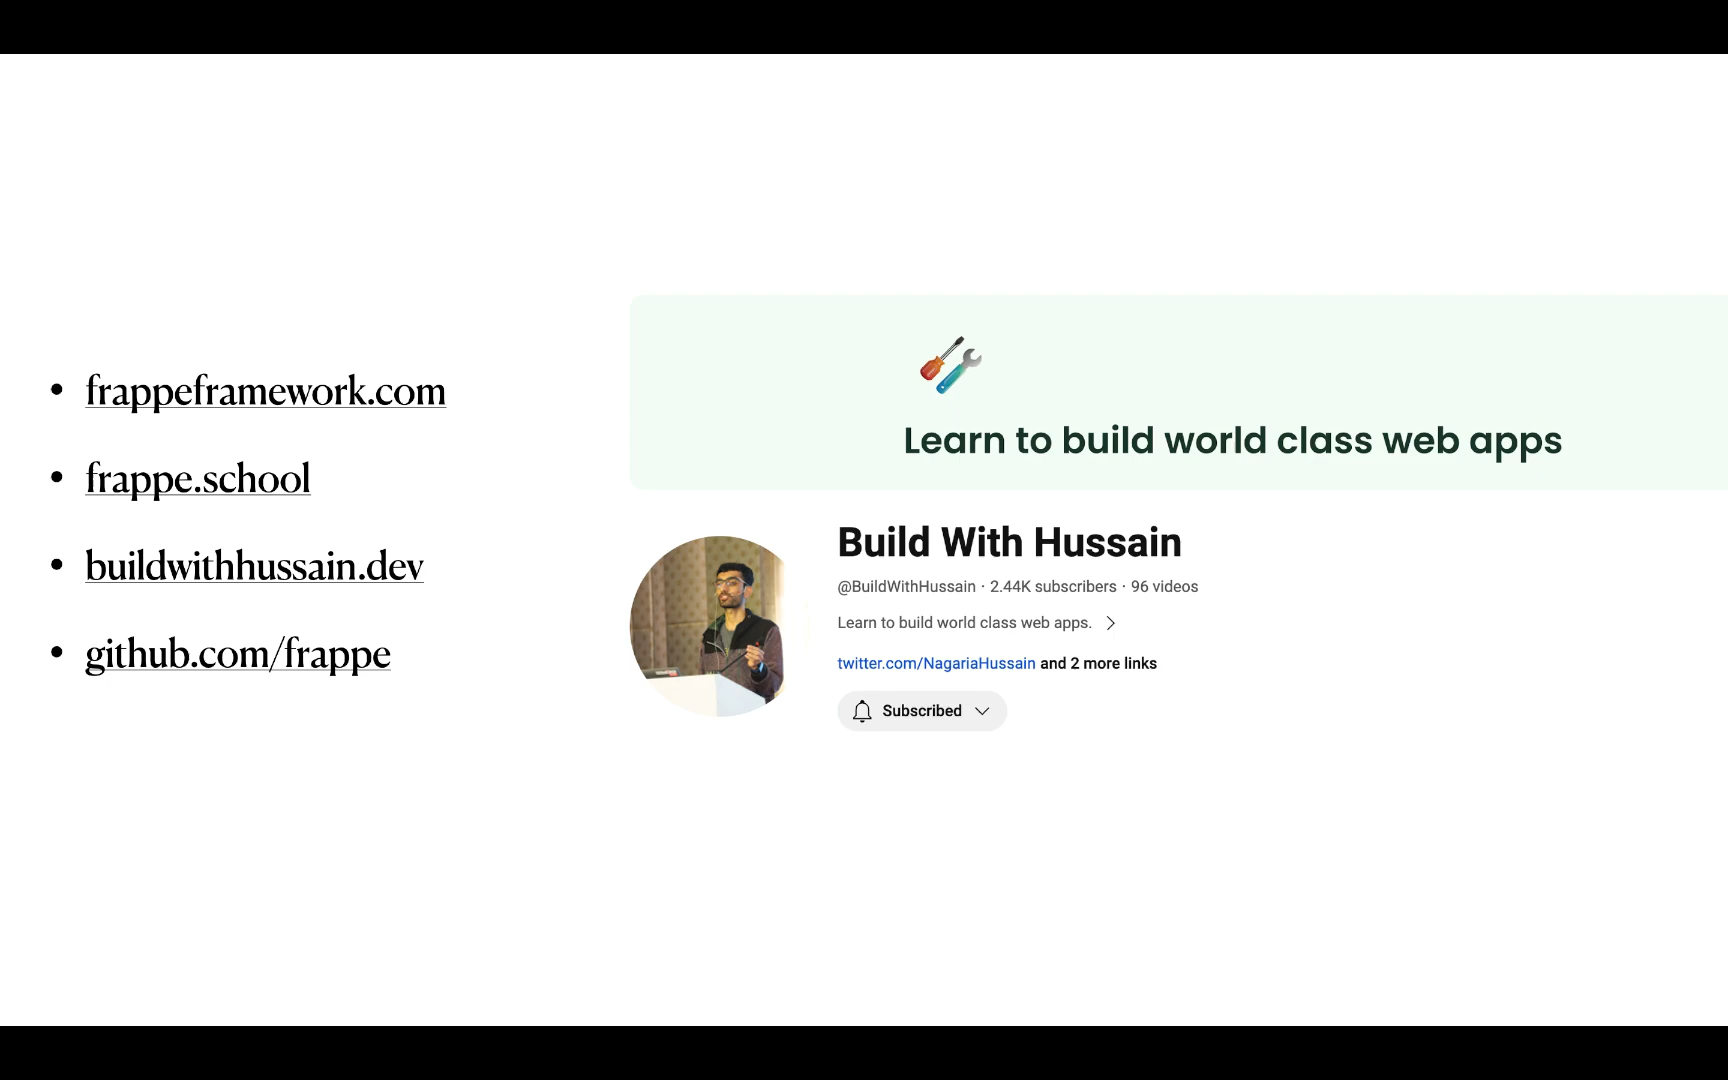 • frappeframework.com
• frappe.school
• buildwithhussain.dev
• github.com/frappe
Learn to build world class web apps
Build With Hussain
@BuildWithHussain · 2.44K subscribers · 96 videos
Learn to build world class web apps.
twitter.com/NagariaHussain and 2 more links
Subscribed